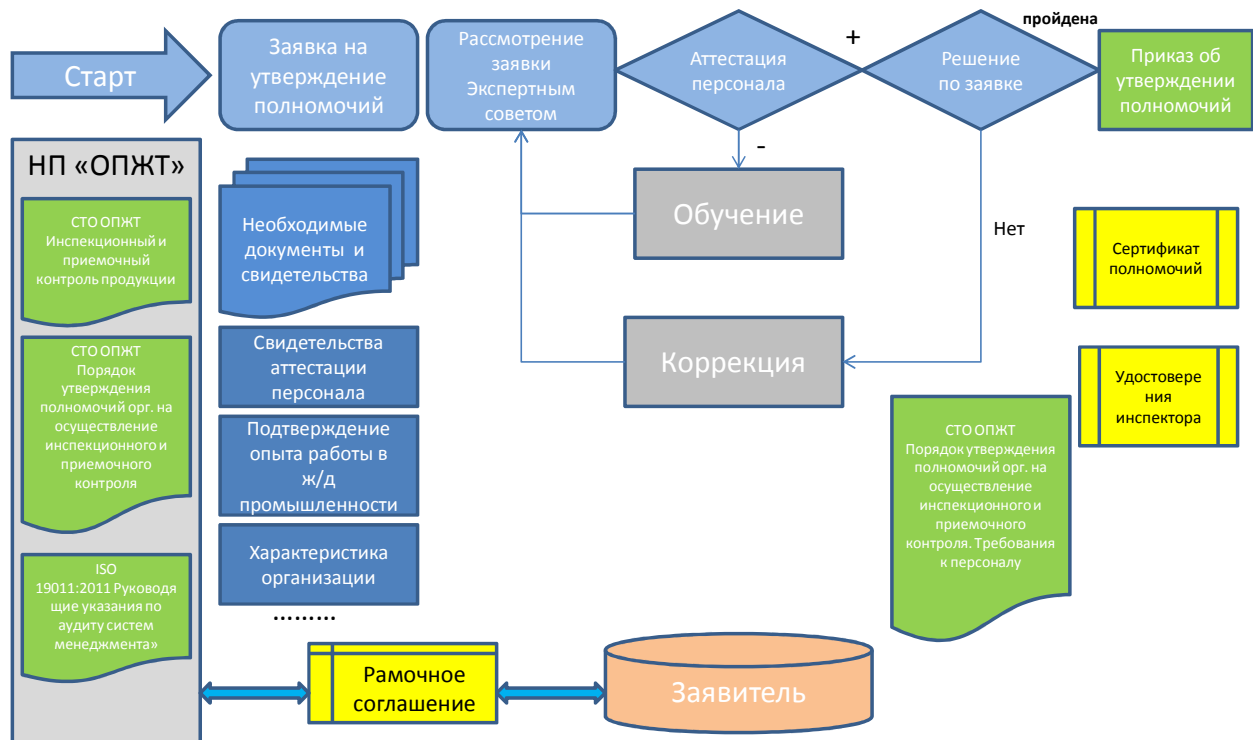 Старт
Заявка на
утверждение
полномочий
Рассмотрение
заявки
Экспертным
советом
Аттестация
персонала
+
-
Решение
по заявке
пройдена
Приказ об
утверждении
полномочий
НП «ОПЖТ»
СТО ОПЖТ
Инспекционный и
приемочный
контроль продукции
СТО ОПЖТ
Порядок
утверждения
полномочий орг. на
осуществление
инспекционного и
приемочного
контроля
ISO
19011:2011 Руководя
щие указания по
аудиту систем
менеджмента»
Необходимые
документы и
свидетельства
Свидетельства
аттестации
персонала
Подтверждение
опыта работы в
ж/д
промышленности
Характеристика
организации
………
Обучение
Коррекция
Нет
Сертификат
полномочий
Удостовере
ния
инспектора
СТО ОПЖТ
Порядок утверждения
полномочий орг. на
осуществление
инспекционного и
приемочного
контроля. Требования
к персоналу
Рамочное
соглашение
Заявитель